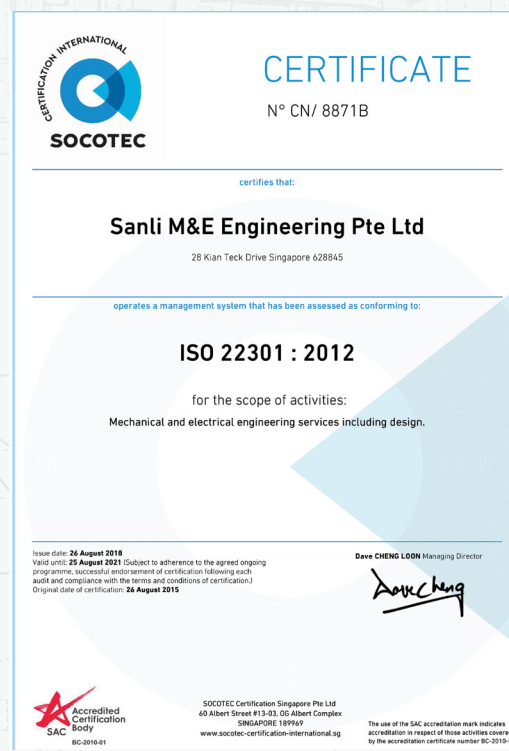 CERTIFICATION INTERNATIONAL
SOCOTEC
CERTIFICATE
N° CN/ 8871B
certifies that:
Sanli M&E Engineering Pte Ltd
28 Kian Teck Drive Singapore 628845
operates a management system that has been assessed as conforming to:
ISO 22301 : 2012
for the scope of activities:
Mechanical and electrical engineering services including design.
Issue date: 26 August 2018
Valid until: 25 August 2021 (Subject to adherence to the agreed ongoing
programme, successful endorsement of certification following each
audit and compliance with the terms and conditions of certification.)
Original date of certification: 26 August 2015
Dave CHENG LOON Managing Director
Dave Cheng
SAC
Accredited
Certification
Body
BC-2010-01
SOCOTEC Certification Singapore Pte Ltd
60 Albert Street #13-03, OG Albert Complex
SINGAPORE 189969
www.socotec-certification-international.sg
The use of the SAC accreditation mark indicates
accreditation in respect of those activities covere
by the accreditation certificate number BC-2010-